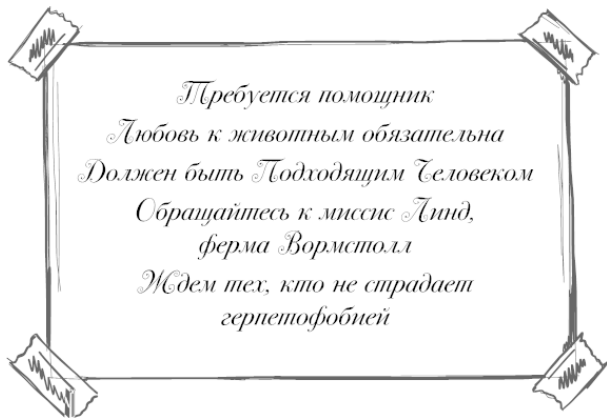 Требуется помощник
Любовь к животным обязательна
Должен быть Подходящим Человеком
Обращайтесь к миссис Линд,
ферма Вормстолл
Ждем тех, кто не страдает
герпетофобией